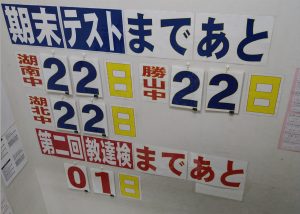 期末テストまであと
湖南中 22日 勝山中 22日
湖北中 22日
第二回教達検まであと
01日